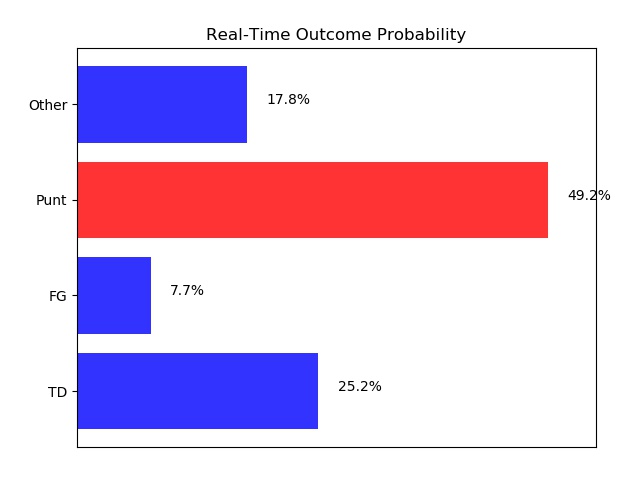 Real-Time Outcome Probability
Other 17.8%
Punt 49.2%
FG 7.7%
TD 25.2%